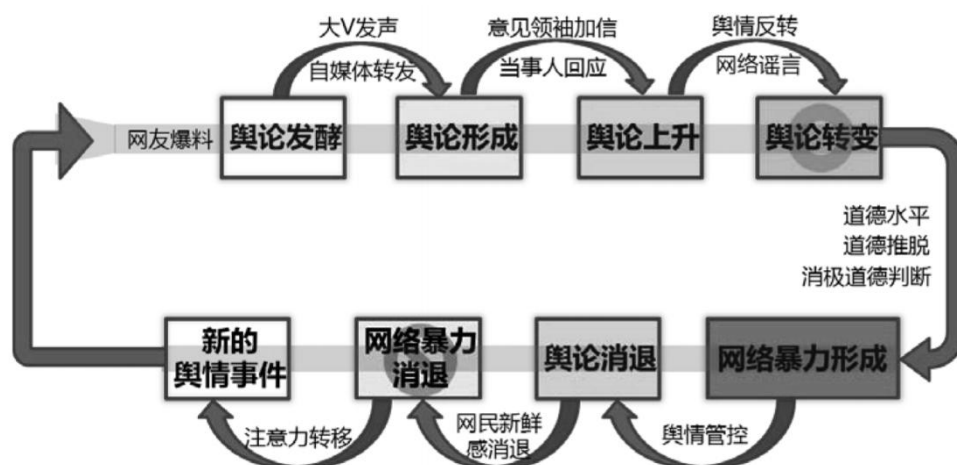 大V发声
自媒体转发
意见领袖加信
当事人回应
舆情反转
网络谣言
网友爆料
舆论发酵
舆论形成
舆论上升
舆论转变
道德水平
道德推脱
消极道德判断
新的
舆情事件
网络暴力
消退
舆论消退
网络暴力形成
注意力转移
网民新鲜
感消退
舆情管控